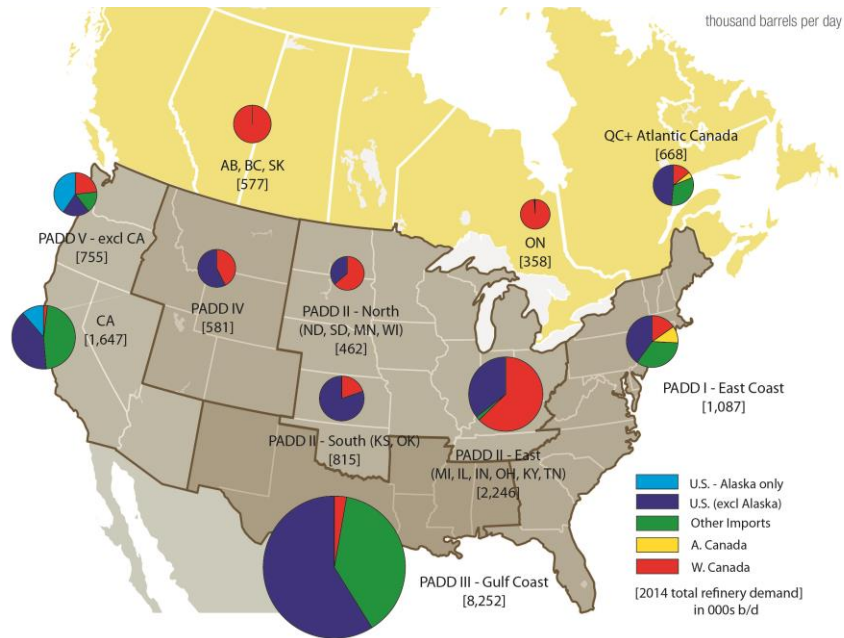 thousand barrels per day
QC+ Atlantic Canada
[668]
AB, BC, SK
[577]
ON
[358]
PADD V - excl CA
[755]
PADD IV
[581]
PADD II - North
(ND, SD, MN, WI)
[462]
CA
[1,647]
PADD I - East Coast
[1,087]
PADD II - South (KS, OK)
[815]
PADD II - East
(MI, IL, IN, OH, KY, TN)
[2,246]
PADD III - Gulf Coast
[8,252]
U.S. - Alaska only
U.S. (excl Alaska)
Other Imports
A. Canada
W. Canada
[2014 total refinery demand]
in 000s b/d